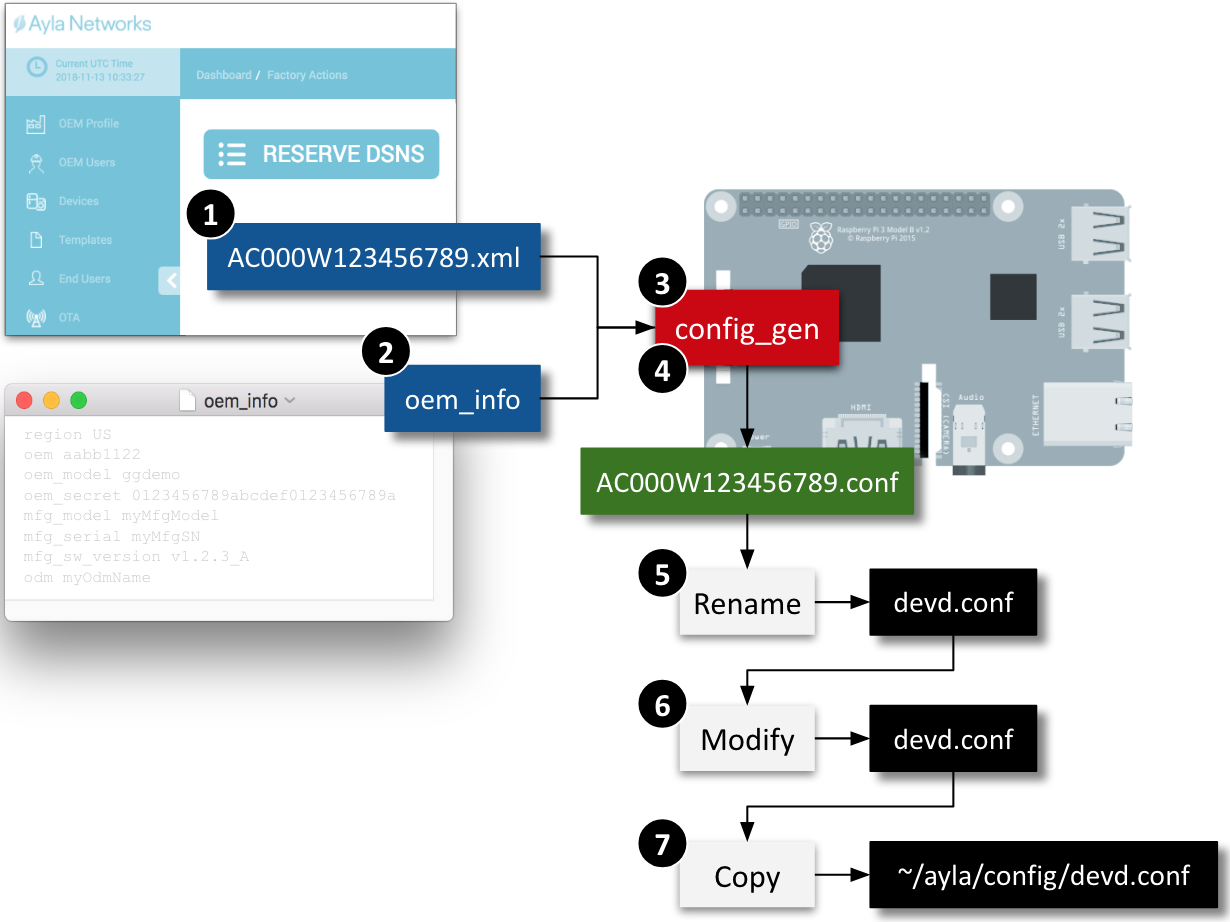 Ayla Networks
Current UTC Time
2018-11-13 10:33:27
Dashboard / Factory Actions
OEM Profile
OEM Users
Devices
Templates
End Users
OTA
RESERVE DSNS
1
AC000W123456789.xml
2
oem_info
oem_info
region US
oem aabb1122
oem_model ggdemo
oem_secret 0123456789abcdef0123456789a
mfg_model myMfgModel
mfg_serial myMfgSN
mfg_sw_version v1.2.3_A
odm myOdmName
GPIO
Raspberry Pi 3 Model B v1.2
© Raspberry Pi 2015
USB 2x
USB 2x
ETHERNET
Audio
CSI (CAMERA)
HDMI
3
config_gen
4
AC000W123456789.conf
5
Rename
devd.conf
6
Modify
devd.conf
7
Copy
~/ayla/config/devd.conf